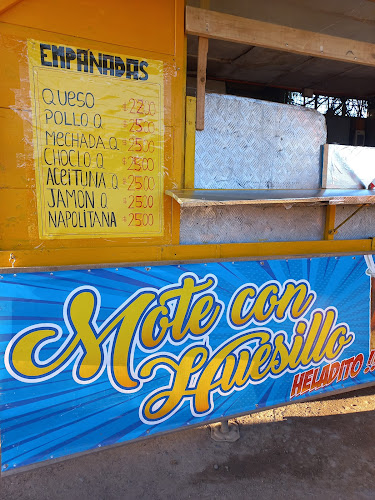 EMPANADAS
QUESO $2200
POLLO Q $2500
MECHADA Q $2500
CHOCLO Q $2500
ACEITUNA Q $2500
JAMON Q $2500
NAPOLITANA $2500
Mote con
Huesillo
HELADITO !!